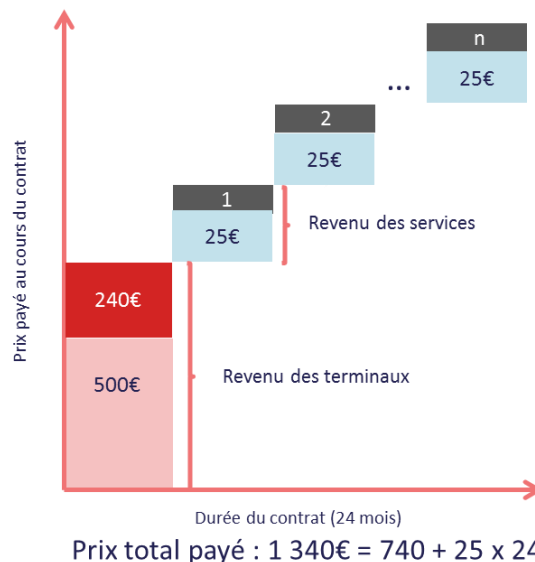 n
25€
...
2
25€
1
25€
Revenu des services
240€
500€
Revenu des terminaux
Prix payé au cours du contrat
Durée du contrat (24 mois)
Prix total payé : 1 340€ = 740 + 25 x 24